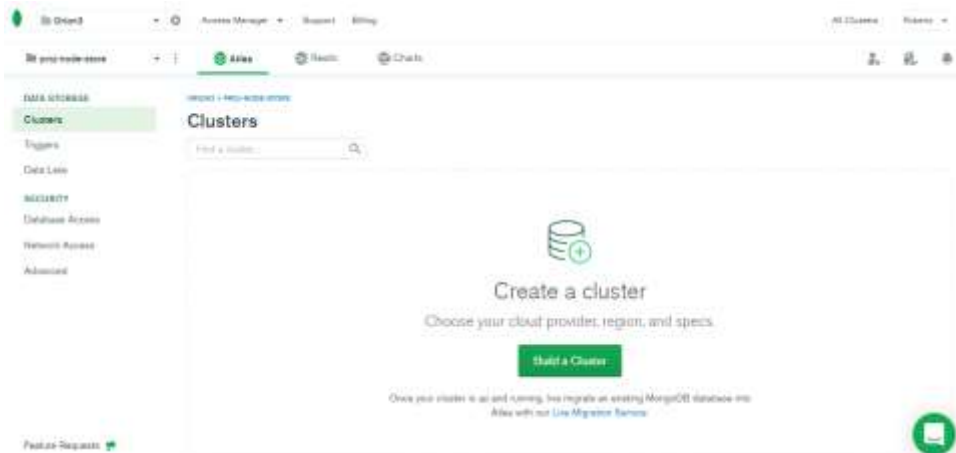 Access Manager Support Billing All Clusters
proj-node-store Atlas Realm Charts
DATA STORAGE
Clusters
Triggers
Data Lake
SECURITY
Database Access
Network Access
Advanced
Feature Requests
Clusters
Find a cluster...
Create a cluster
Choose your cloud provider, region, and specs.
Build a Cluster
Once your cluster is up and running, live migrate an existing MongoDB database into
Atlas with our Live Migration Service